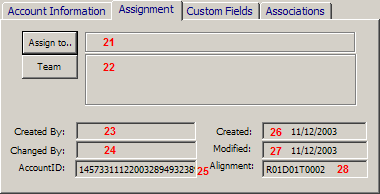 Account Information Assignment Custom Fields Associations
Assign to.. 21
Team 22
Created By: 23 Created: 26 11/12/2003
Changed By: 24 Modified: 27 11/12/2003
AccountID: 14573311122003289493238 25 Alignment: R01D01T0002 28